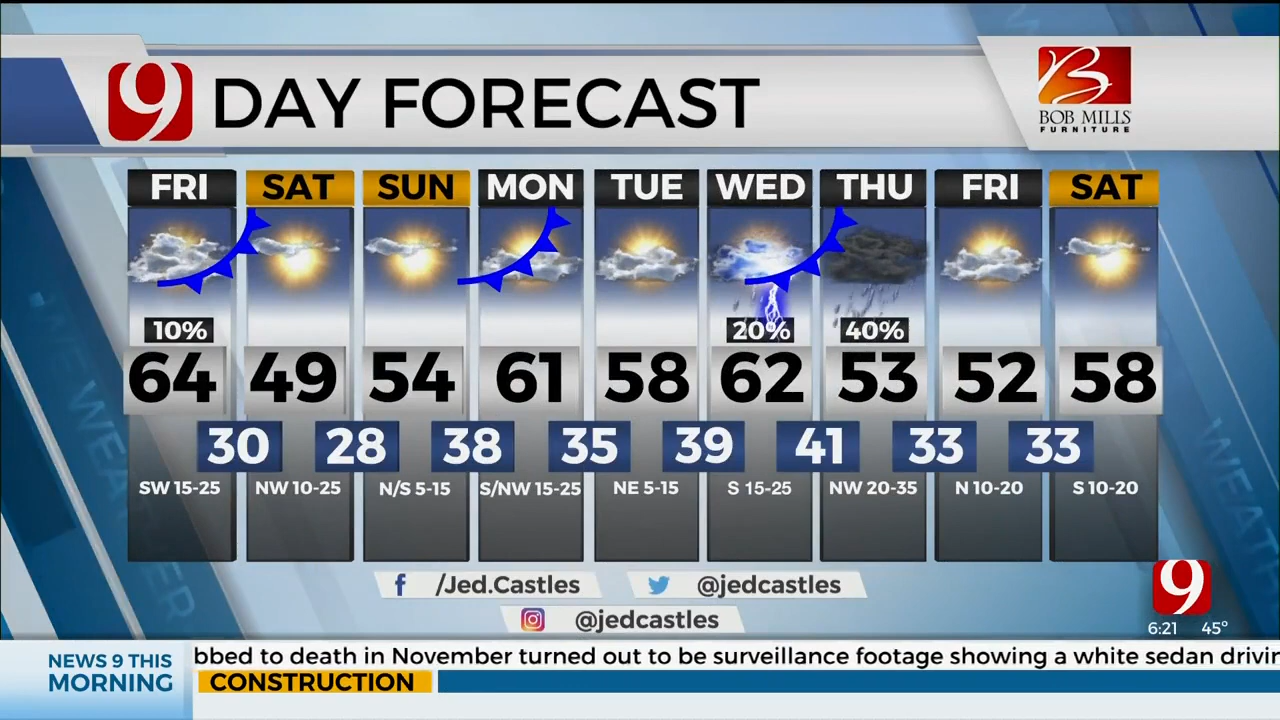 9 DAY FORECAST
BOB MILLS
FURNITURE
FRI SAT SUN MON TUE WED THU FRI SAT
10% 20% 40%
64 49 54 61 58 62 53 52 58
30 28 38 35 39 41 33 33
SW 15-25 NW 10-25 N/S 5-15 S/NW 15-25 NE 5-15 S 15-25 NW 20-35 N 10-20 S 10-20
/Jed.Castles @jedcastles
@jedcastles
9
6:21 45°
NEWS 9 THIS
MORNING
bbed to death in November turned out to be surveillance footage showing a white sedan drivin
CONSTRUCTION
WEATHER
WEATHER